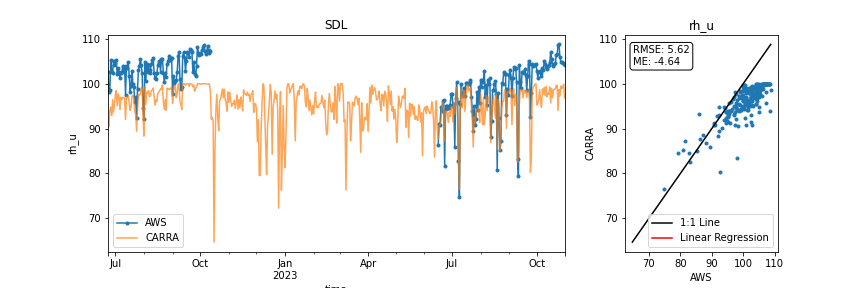 SDL
rh_u
110
100
90
80
70
rh_u
AWS
CARRA
Jul
Oct
Jan
2023
Apr
Jul
Oct
rh_u
110
100
90
80
70
CARRA
RMSE: 5.62
ME: -4.64
1:1 Line
Linear Regression
70
80
90
100
110
AWS